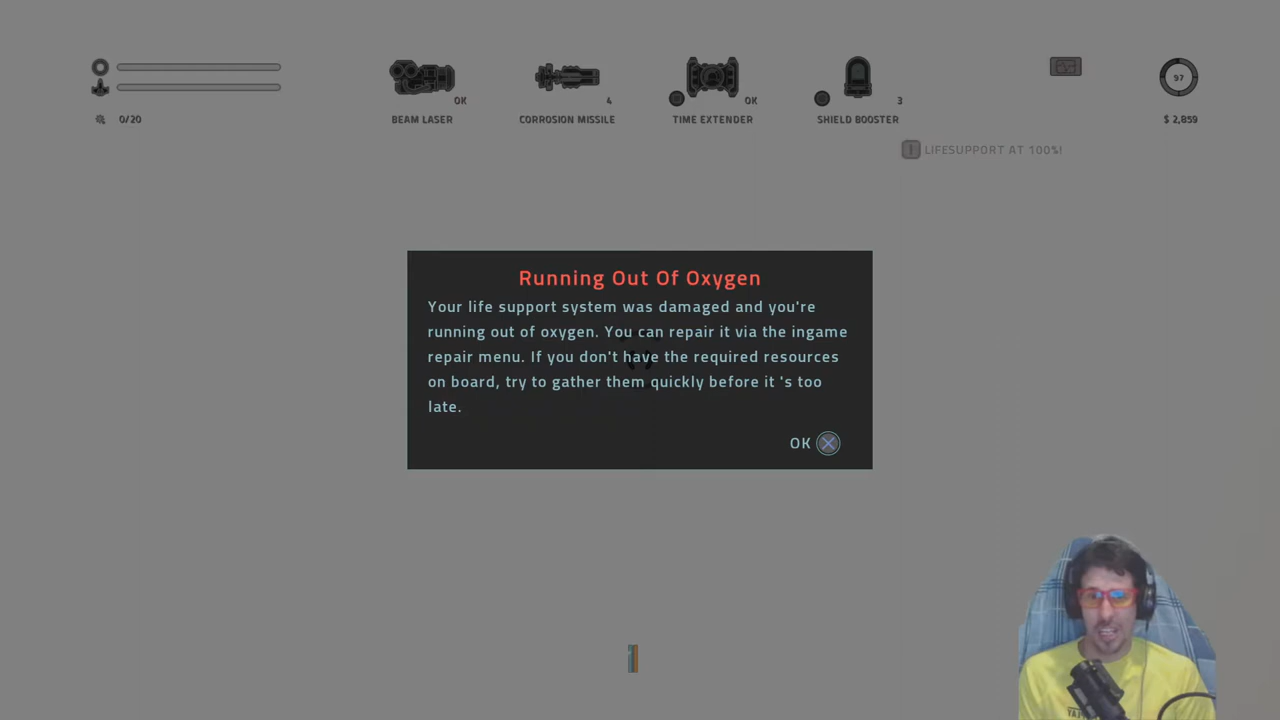 OK
4
OK
3
97
0/20
BEAM LASER
CORROSION MISSILE
TIME EXTENDER
SHIELD BOOSTER
$ 2,859
! LIFESUPPORT AT 100%!
Running Out Of Oxygen
Your life support system was damaged and you're
running out of oxygen. You can repair it via the ingame
repair menu. If you don't have the required resources
on board, try to gather them quickly before it 's too
late.
OK